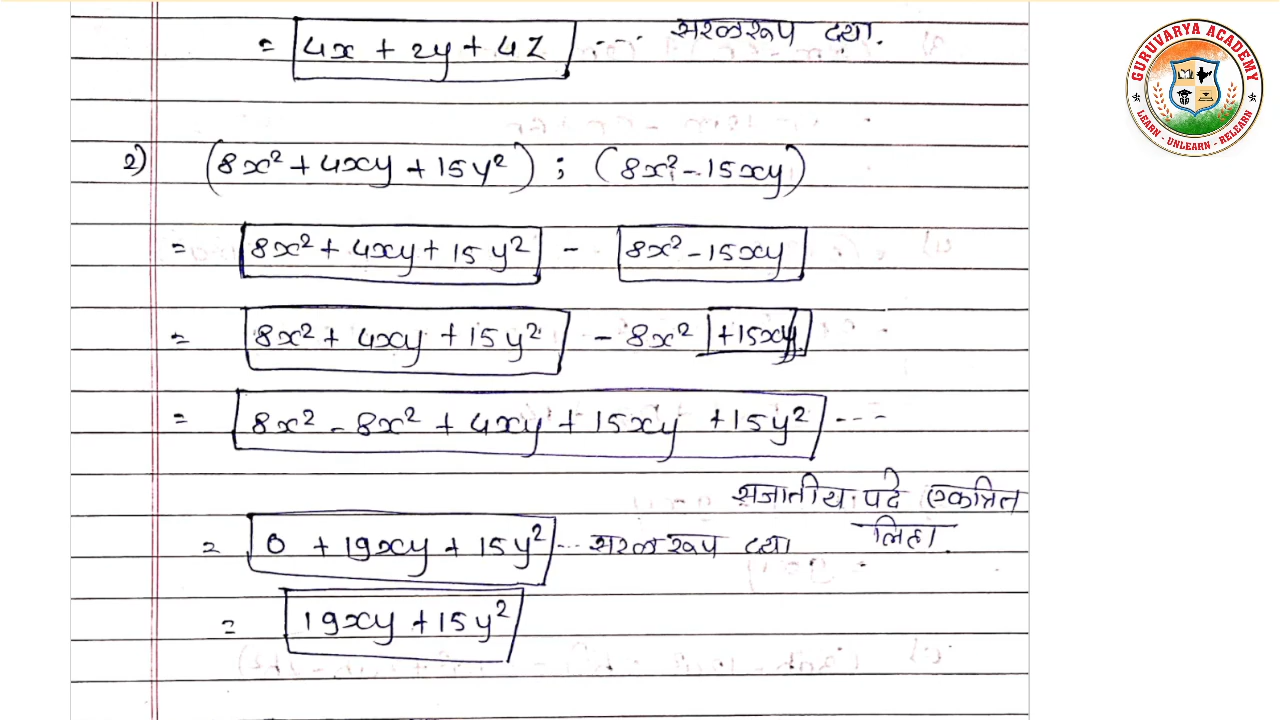 = 4x + 2y + 4z ... सरळरूप द्या.
GURUVARYA ACADEMY
LEARN - UNLEARN - RELEARN
2) (8x² + 4xy + 15y²) ; (8x² - 15xy)
= 8x² + 4xy + 15y² - 8x² - 15xy
= 8x² + 4xy + 15y² - 8x² +15xy
= 8x² - 8x² + 4xy + 15xy + 15y² ---
सजातीय पदे एकत्रित
लिहा.
= 0 + 19xy + 15y² ... सरळरूप द्या
= 19xy + 15y²